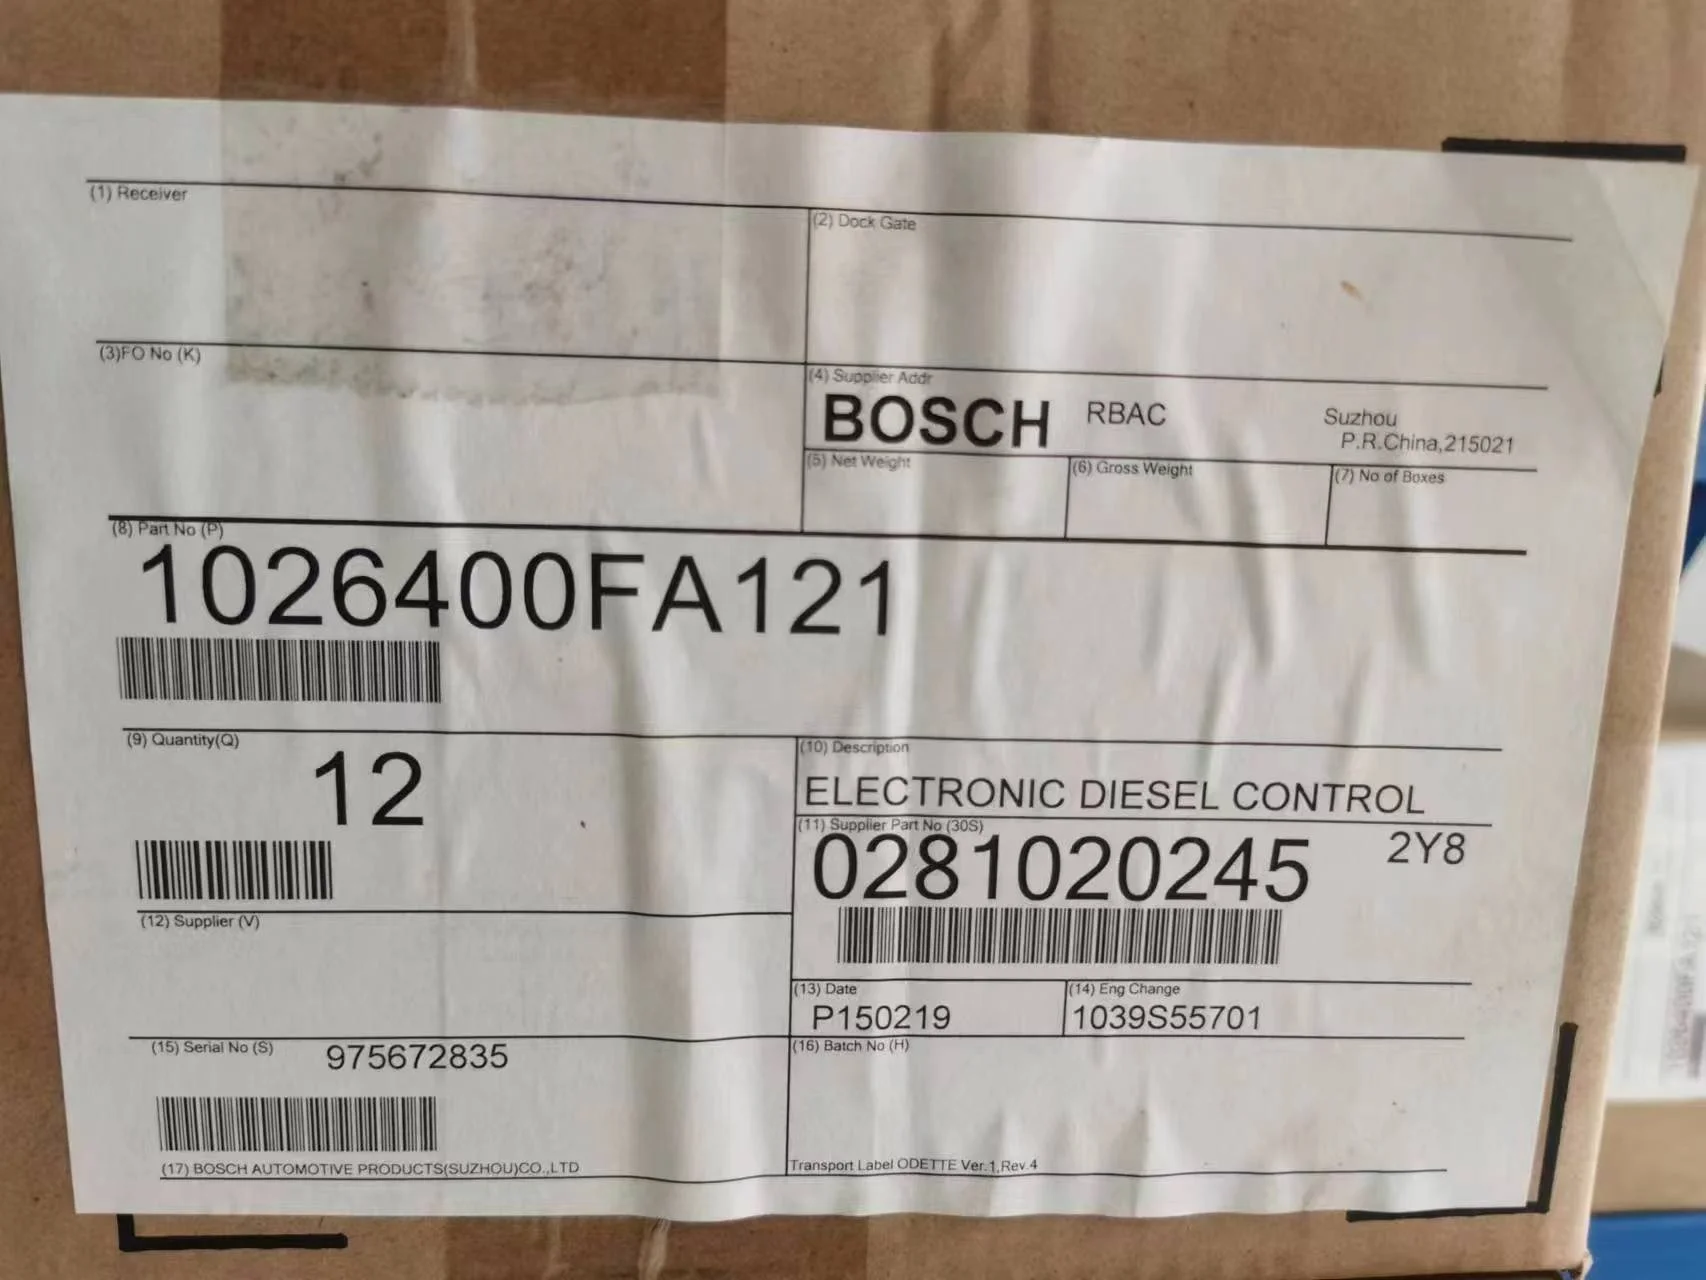 (1) Receiver
(2) Dock Gate
(3)FO No (K)
(4) Supplier Addr
BOSCH RBAC Suzhou
P.R.China,215021
(5) Net Weight
(6) Gross Weight
(7) No of Boxes
(8) Part No (P)
1026400FA121
(9) Quantity(Q)
12
(10) Description
ELECTRONIC DIESEL CONTROL
(11) Supplier Part No (30S)
0281020245 2Y8
(12) Supplier (V)
(13) Date
P150219
(14) Eng Change
1039S55701
(15) Serial No (S) 975672835
(16) Batch No (H)
(17) BOSCH AUTOMOTIVE PRODUCTS(SUZHOU)CO.,LTD
Transport Label ODETTE Ver.1,Rev.4